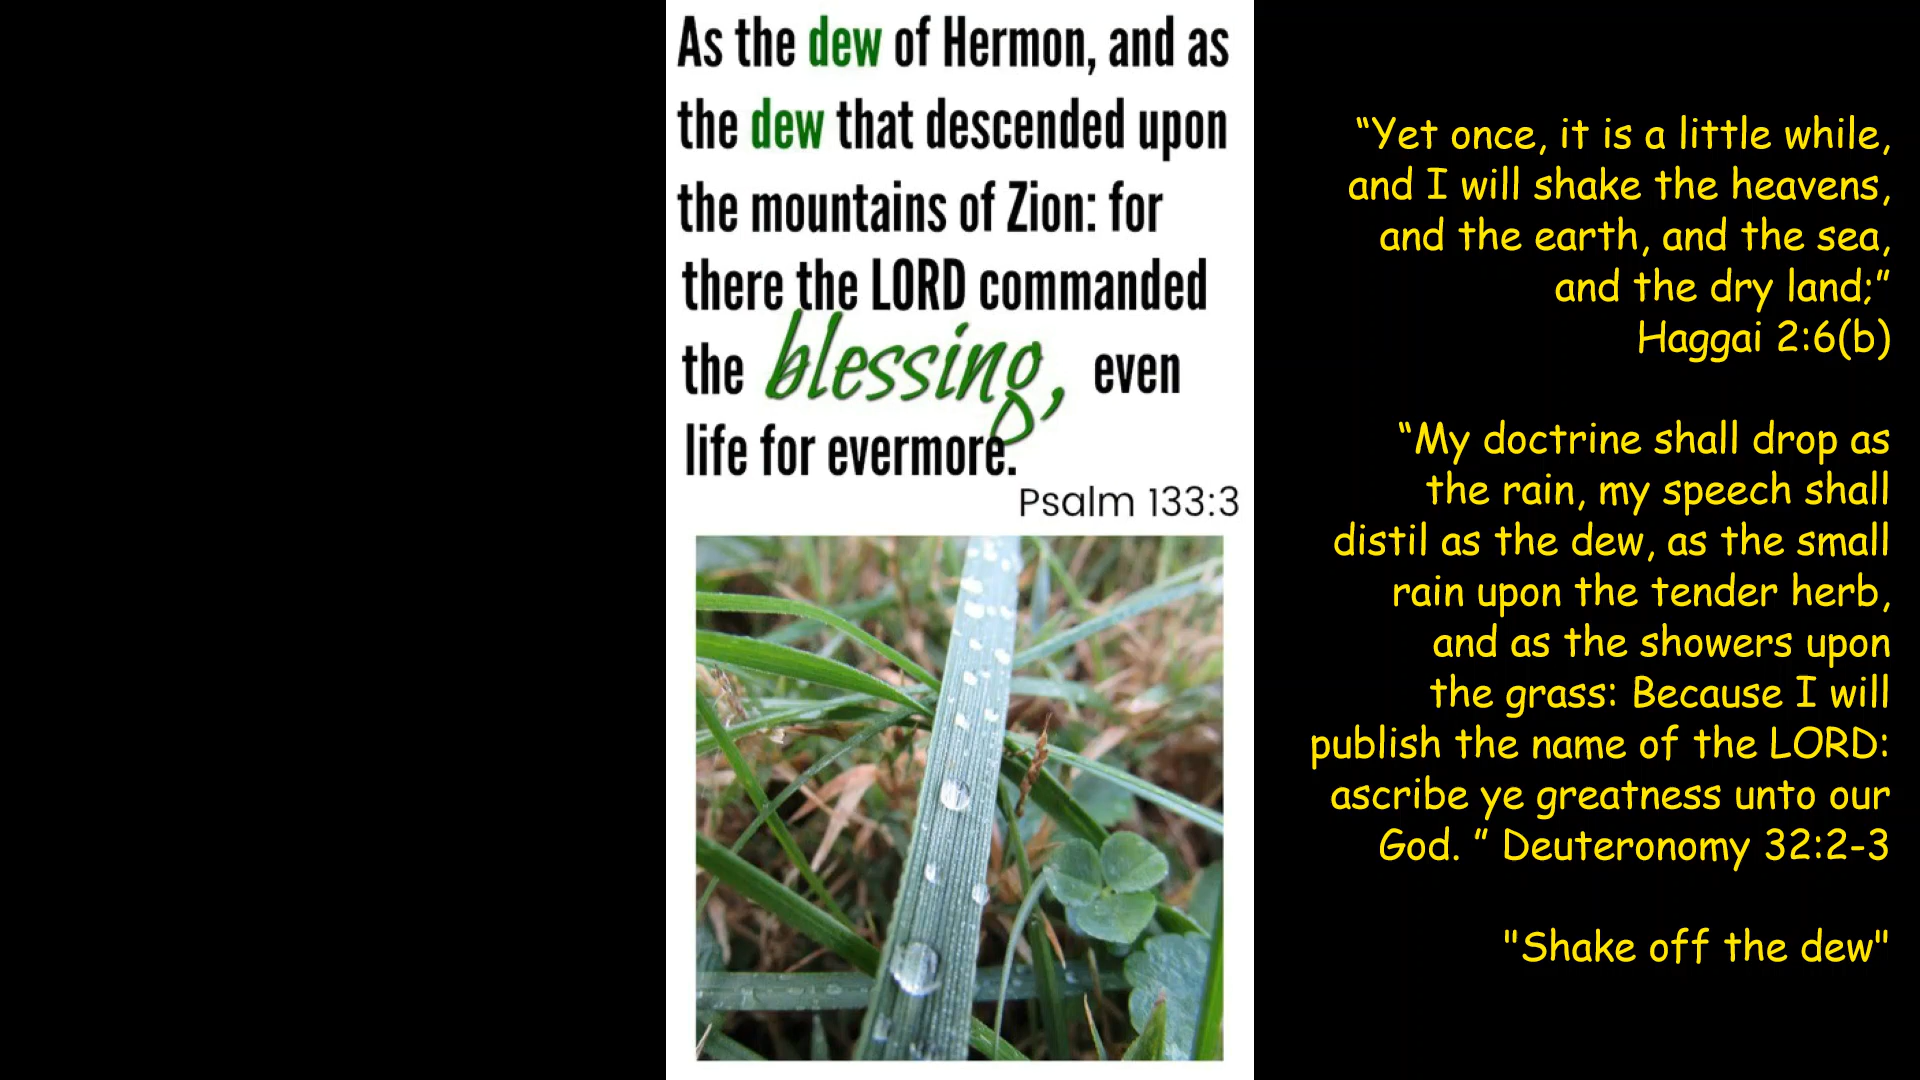 As the dew of Hermon, and as
the dew that descended upon
the mountains of Zion: for
there the LORD commanded
the blessing, even
life for evermore.
Psalm 133:3
“Yet once, it is a little while,
and I will shake the heavens,
and the earth, and the sea,
and the dry land;”
Haggai 2:6(b)
“My doctrine shall drop as
the rain, my speech shall
distil as the dew, as the small
rain upon the tender herb,
and as the showers upon
the grass: Because I will
publish the name of the LORD:
ascribe ye greatness unto our
God. ” Deuteronomy 32:2-3
"Shake off the dew"